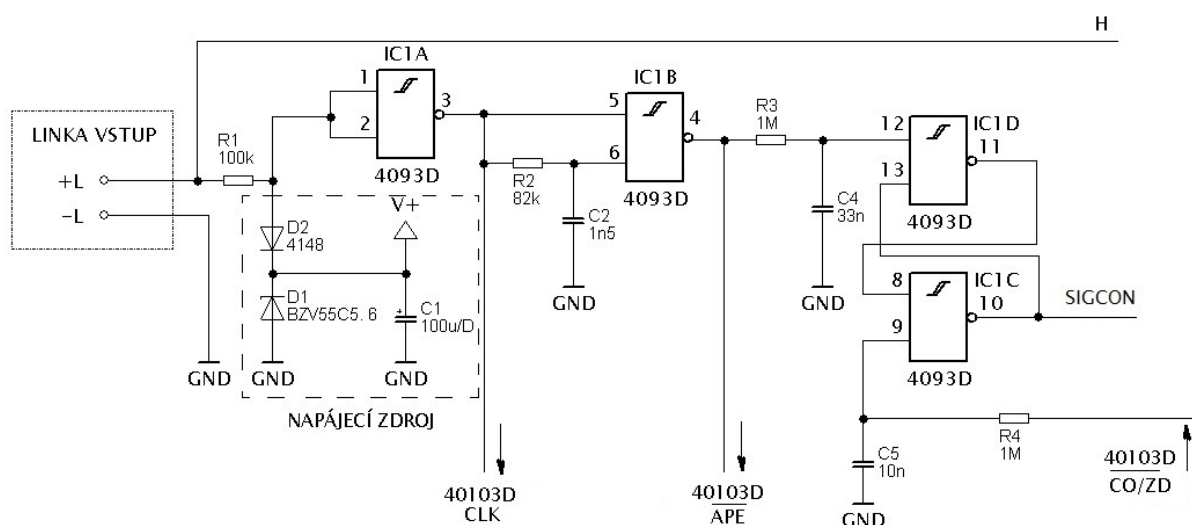 H
IC1A
1
2
3
4093D
IC1B
5
6
4
4093D
R3
1M
IC1D
12
13
11
4093D
LINKA VSTUP
+L
-L
R1
100k
R2
82k
C2
1n5
GND
C4
33n
GND
V+
D2
4148
D1
BZV55C5.6
+
C1
100u/D
GND
GND
GND
NAPÁJECÍ ZDROJ
8
9
IC1C
10
4093D
SIGCON
R4
1M
C5
10n
GND
40103D
CLK
40103D
APE
40103D
CO/ZD